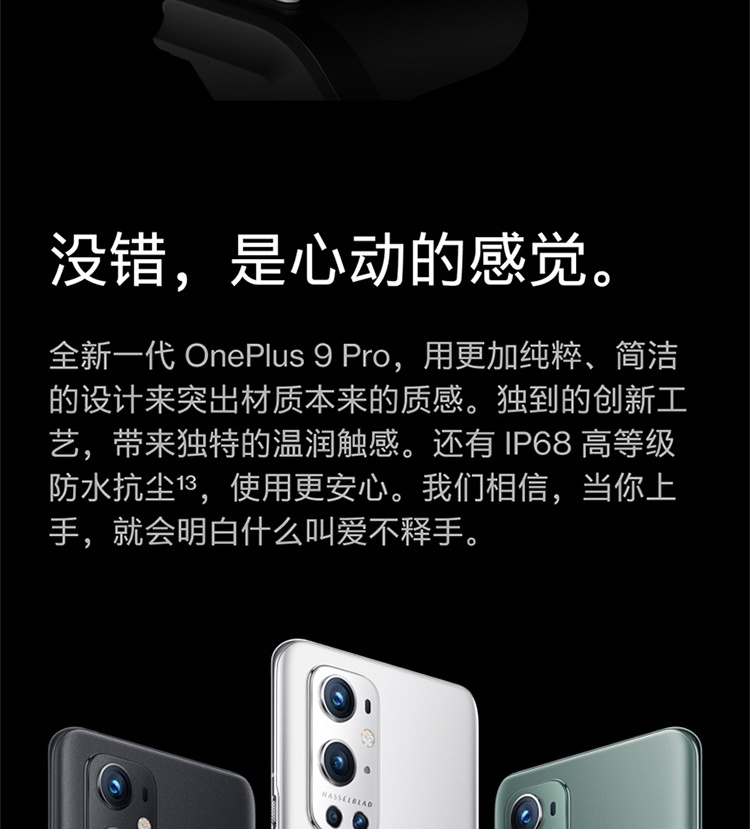 没错，是心动的感觉。
全新一代 OnePlus 9 Pro，用更加纯粹、简洁
的设计来突出材质本来的质感。独到的创新工
艺，带来独特的温润触感。还有 IP68 高等级
防水抗尘¹³，使用更安心。我们相信，当你上
手，就会明白什么叫爱不释手。
HASSELBLAD